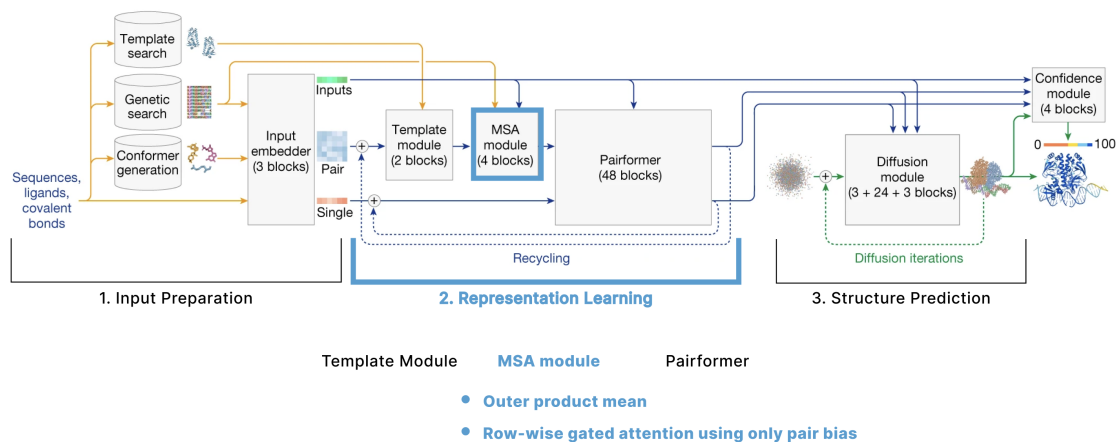 Template
search
Genetic
search
Conformer
generation
Sequences,
ligands,
covalent
bonds
Input
embedder
(3 blocks)
Inputs
Pair
Single
Template
module
(2 blocks)
MSA
module
(4 blocks)
Pairformer
(48 blocks)
Recycling
Diffusion
module
(3 + 24 + 3 blocks)
Diffusion iterations
Confidence
module
(4 blocks)
0 100
1. Input Preparation
2. Representation Learning
3. Structure Prediction
Template Module MSA module Pairformer
• Outer product mean
• Row-wise gated attention using only pair bias